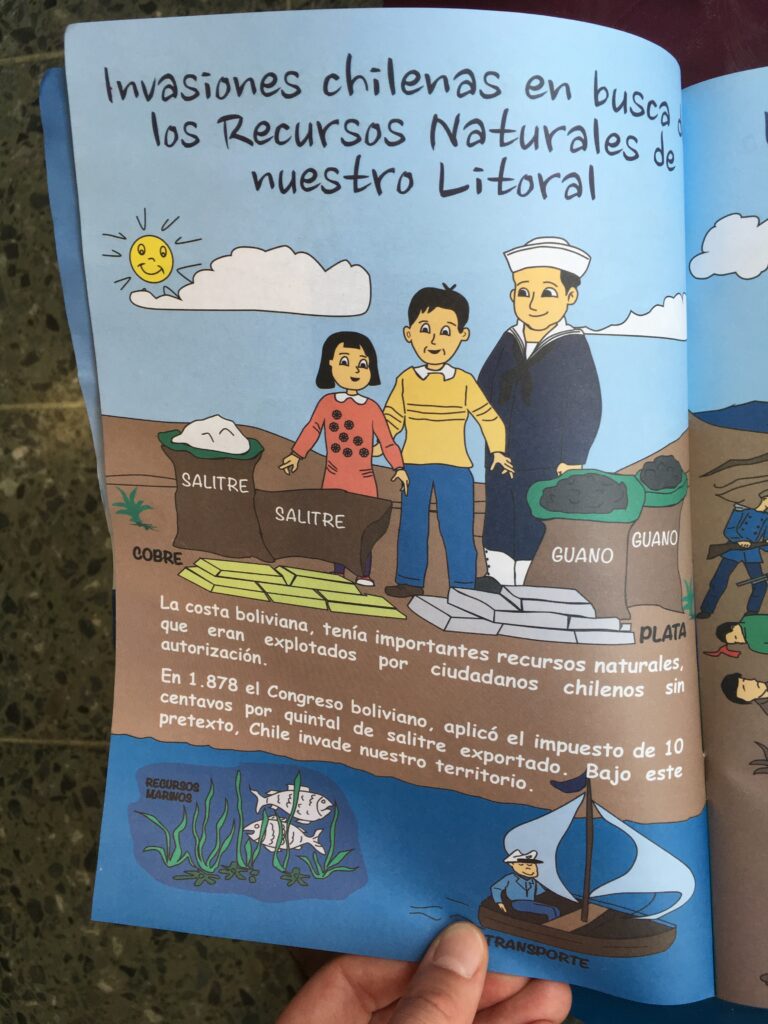 Invasiones chilenas en busca
los Recursos Naturales de
nuestro Litoral
SALITRE
SALITRE
COBRE
GUANO
GUANO
PLATA
La costa boliviana, tenía importantes recursos naturales,
que eran explotados por ciudadanos chilenos sin
autorización.
En 1.878 el Congreso boliviano, aplicó el impuesto de 10
centavos por quintal de salitre exportado. Bajo este
pretexto, Chile invade nuestro territorio.
RECURSOS
MARINOS
TRANSPORTE